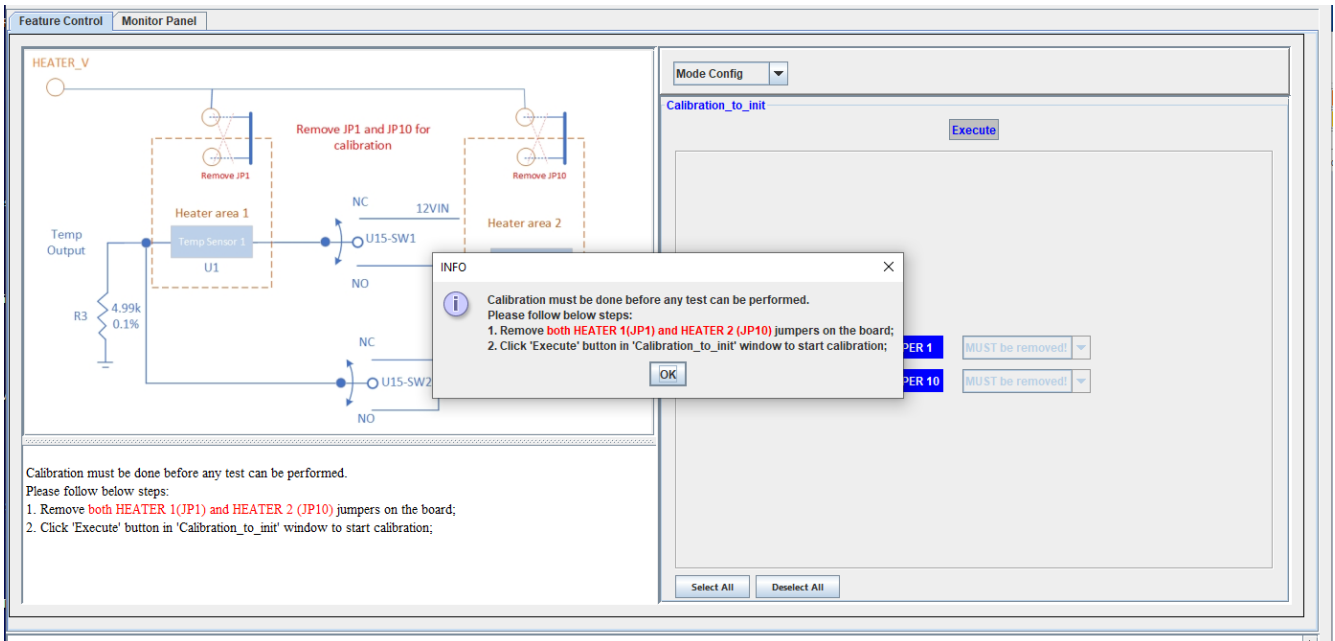 Feature Control
Monitor Panel
HEATER_V
Remove JP1 and JP10 for
calibration
Remove JP1
Remove JP10
Heater area 1
Temp Sensor 1
U1
Heater area 2
Temp
Output
R3
4.99k
0.1%
NC
12VIN
U15-SW1
NO
NC
U15-SW2
NO
Calibration must be done before any test can be performed.
Please follow below steps:
1. Remove both HEATER 1(JP1) and HEATER 2 (JP10) jumpers on the board;
2. Click 'Execute' button in 'Calibration_to_init' window to start calibration;
Mode Config
Calibration_to_init
Execute
INFO
Calibration must be done before any test can be performed.
Please follow below steps:
1. Remove both HEATER 1(JP1) and HEATER 2 (JP10) jumpers on the board;
2. Click 'Execute' button in 'Calibration_to_init' window to start calibration;
OK
PER 1
MUST be removed!
PER 10
MUST be removed!
Select All
Deselect All